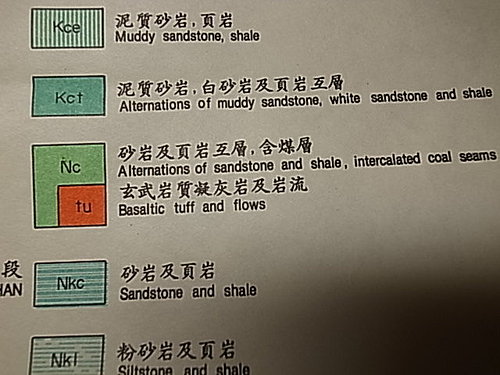 Kce
泥質砂岩,頁岩
Muddy sandstone, shale
Kct
泥質砂岩,白砂岩及頁岩互層
Alternations of muddy sandstone, white sandstone and shale
Nc
砂岩及頁岩互層,含煤層
Alternations of sandstone and shale, intercalated coal seams
tu
玄武岩質凝灰岩及岩流
Basaltic tuff and flows
段
HAN
Nkc
砂岩及頁岩
Sandstone and shale
Nkl
粉砂岩及頁岩
Siltstone and shale